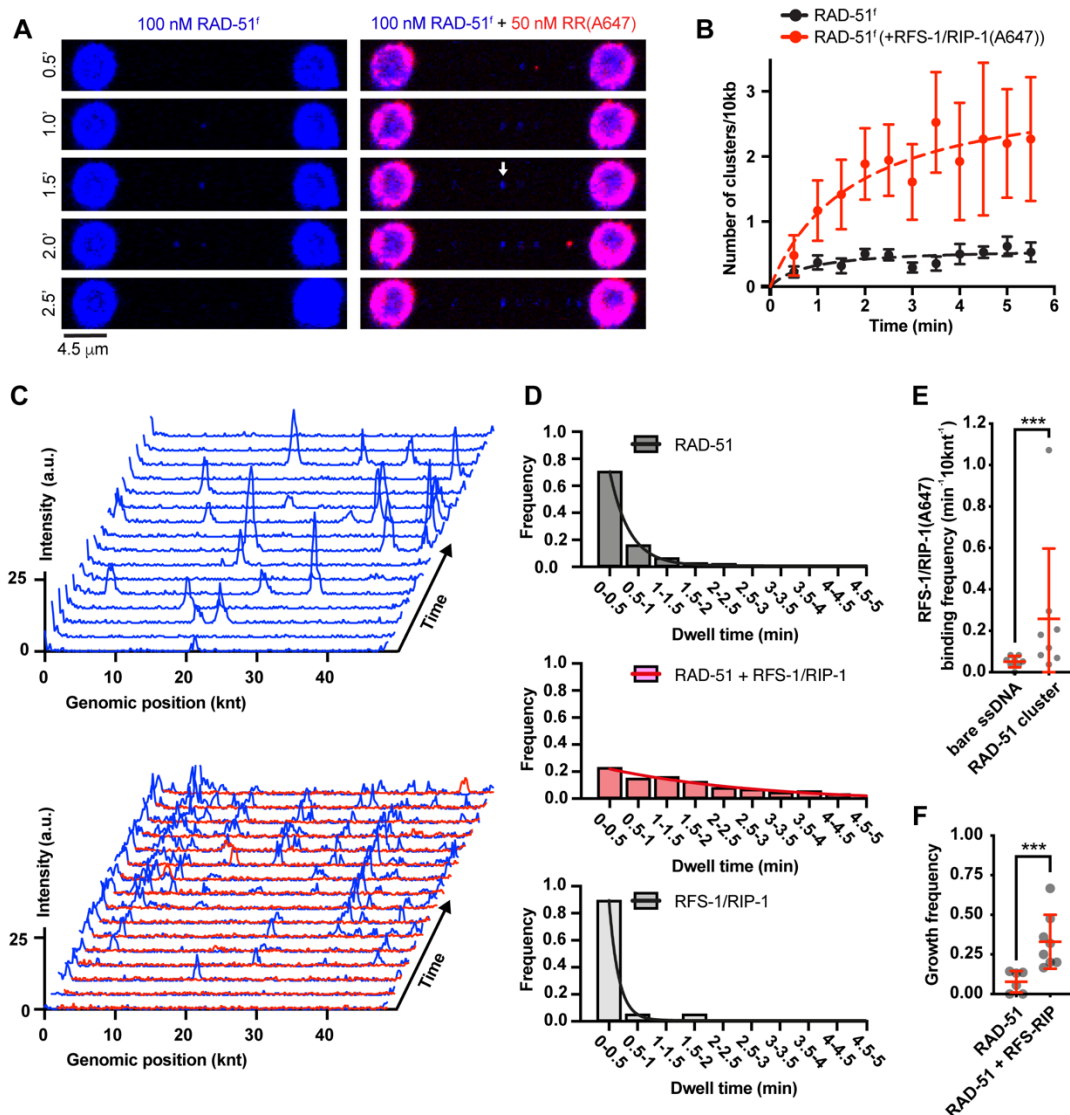 A
100 nM RAD-51ᶠ
100 nM RAD-51ᶠ + 50 nM RR(A647)
0.5'
1.0'
1.5'
2.0'
2.5'
4.5 μm
B
RAD-51ᶠ
RAD-51ᶠ (+RFS-1/RIP-1(A647))
Number of clusters/10kb
3
2
1
0
0 1 2 3 4 5 6
Time (min)
C
Intensity (a.u.)
25
0
0 10 20 30 40
Genomic position (knt)
Time
Intensity (a.u.)
25
0
0 10 20 30 40
Genomic position (knt)
Time
D
RAD-51
Frequency
1.0
0.8
0.6
0.4
0.2
0.0
0-0.5 0.5-1 1-1.5 1.5-2 2-2.5 2.5-3 3-3.5 3.5-4 4-4.5 4.5-5
Dwell time (min)
RAD-51 + RFS-1/RIP-1
Frequency
1.0
0.8
0.6
0.4
0.2
0.0
0-0.5 0.5-1 1-1.5 1.5-2 2-2.5 2.5-3 3-3.5 3.5-4 4-4.5 4.5-5
Dwell time (min)
RFS-1/RIP-1
Frequency
1.0
0.8
0.6
0.4
0.2
0.0
0-0.5 0.5-1 1-1.5 1.5-2 2-2.5 2.5-3 3-3.5 3.5-4 4-4.5 4.5-5
Dwell time (min)
E
RFS-1/RIP-1(A647)
binding frequency (min⁻¹10knt⁻¹)
1.2
1.0
0.8
0.6
0.4
0.2
0.0
***
bare ssDNA
RAD-51 cluster
F
Growth frequency
1.00
0.75
0.50
0.25
0.00
***
RAD-51
RAD-51 + RFS-RIP